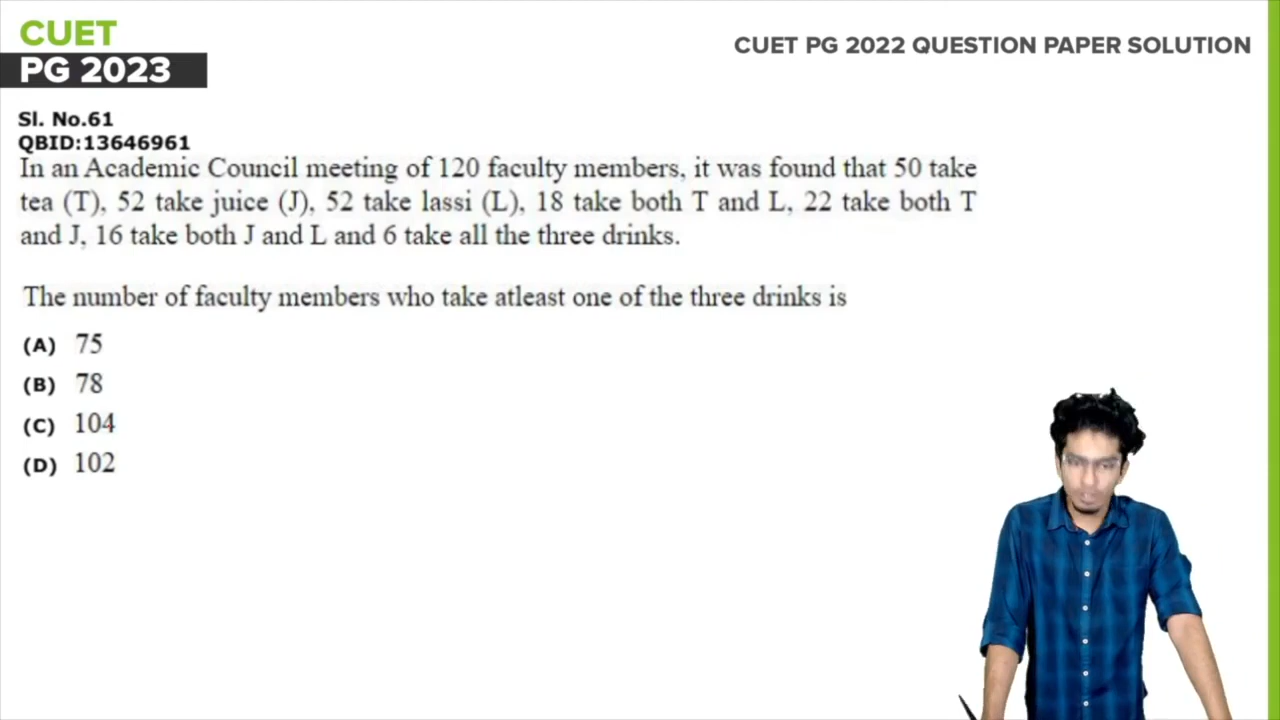 CUET
PG 2023
CUET PG 2022 QUESTION PAPER SOLUTION
Sl. No.61
QBID:13646961
In an Academic Council meeting of 120 faculty members, it was found that 50 take
tea (T), 52 take juice (J), 52 take lassi (L), 18 take both T and L, 22 take both T
and J, 16 take both J and L and 6 take all the three drinks.
The number of faculty members who take atleast one of the three drinks is
(A) 75
(B) 78
(C) 104
(D) 102